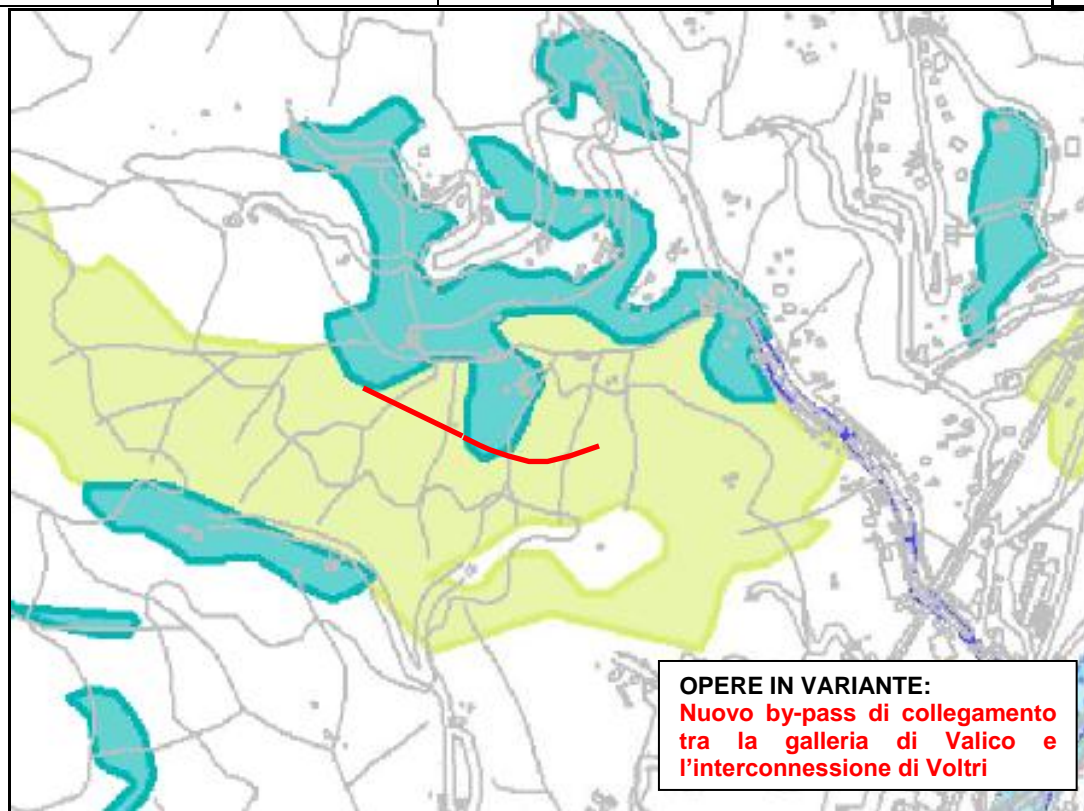 OPERE IN VARIANTE:
Nuovo by-pass di collegamento
tra la galleria di Valico e
l'interconnessione di Voltri